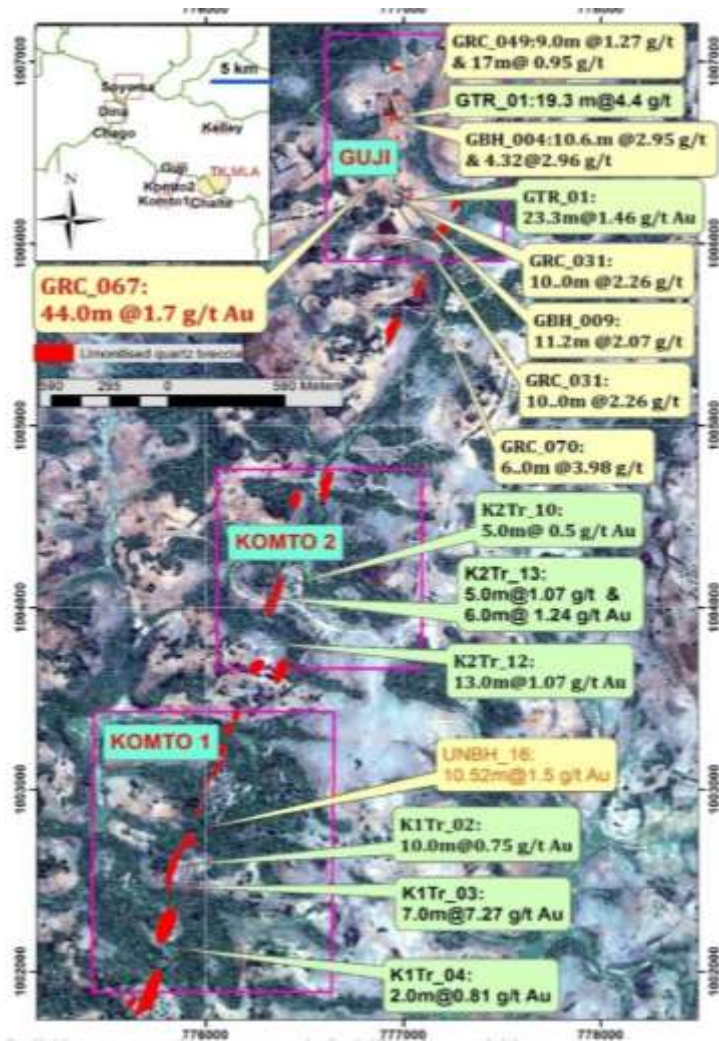 776000
777000
778000
1007000
1006000
1005000
1004000
1003000
1002000
5 km
Soyema
Dina
Chago
Kelley
Guji
TKLMLA
Komto2
Komto1
Chalte
N
GRC_049:9.0m @1.27 g/t
& 17m@ 0.95 g/t
GTR_01:19.3 m@4.4 g/t
GBH_004:10.6.m @2.95 g/t
& 4.32@2.96 g/t
GUJI
GTR_01:
23.3m@1.46 g/t Au
GRC_031:
10..0m @2.26 g/t
GRC_067:
44.0m @1.7 g/t Au
GBH_009:
11.2m @2.07 g/t
Limonitised quartz breccia
590 295 0 590 Meters
GRC_031:
10..0m @2.26 g/t
GRC_070:
6..0m @3.98 g/t
K2Tr_10:
5.0m@ 0.5 g/t Au
KOMTO 2
K2Tr_13:
5.0m@1.07 g/t &
6.0m@ 1.24 g/t Au
K2Tr_12:
13.0m@1.07 g/t Au
KOMTO 1
UNBH_16:
10.52m@1.5 g/t Au
K1Tr_02:
10.0m@0.75 g/t Au
K1Tr_03:
7.0m@7.27 g/t Au
K1Tr_04:
2.0m@0.81 g/t Au
776000
777000
778000